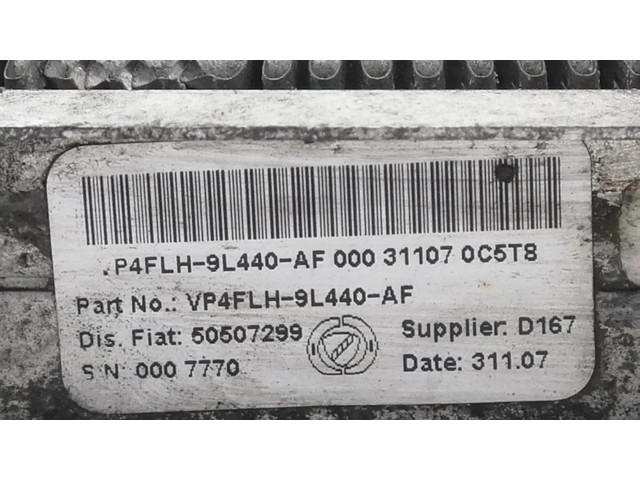 .P4FLH-9L440-AF 000 31107 0C5T8
Part No.: VP4FLH-9L440-AF
Dis. Fiat: 50507299 Supplier: D167
S N: 000 7770 Date: 311.07